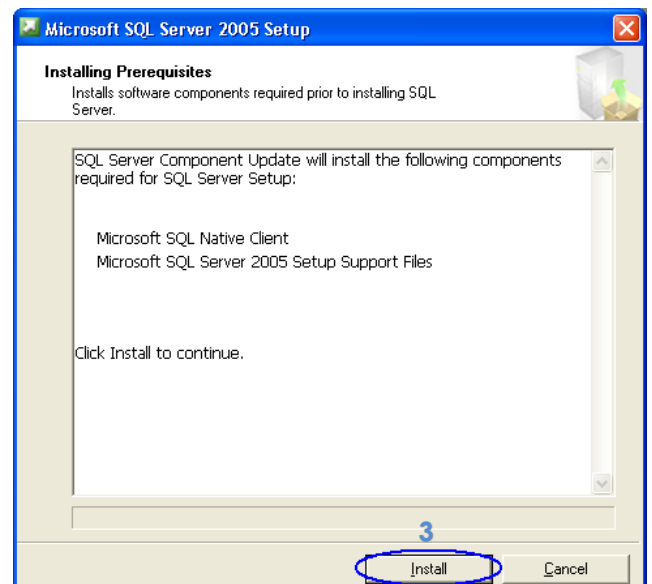 Microsoft SQL Server 2005 Setup
Installing Prerequisites
Installs software components required prior to installing SQL
Server.
SQL Server Component Update will install the following components
required for SQL Server Setup:
Microsoft SQL Native Client
Microsoft SQL Server 2005 Setup Support Files
Click Install to continue.
3
Install
Cancel